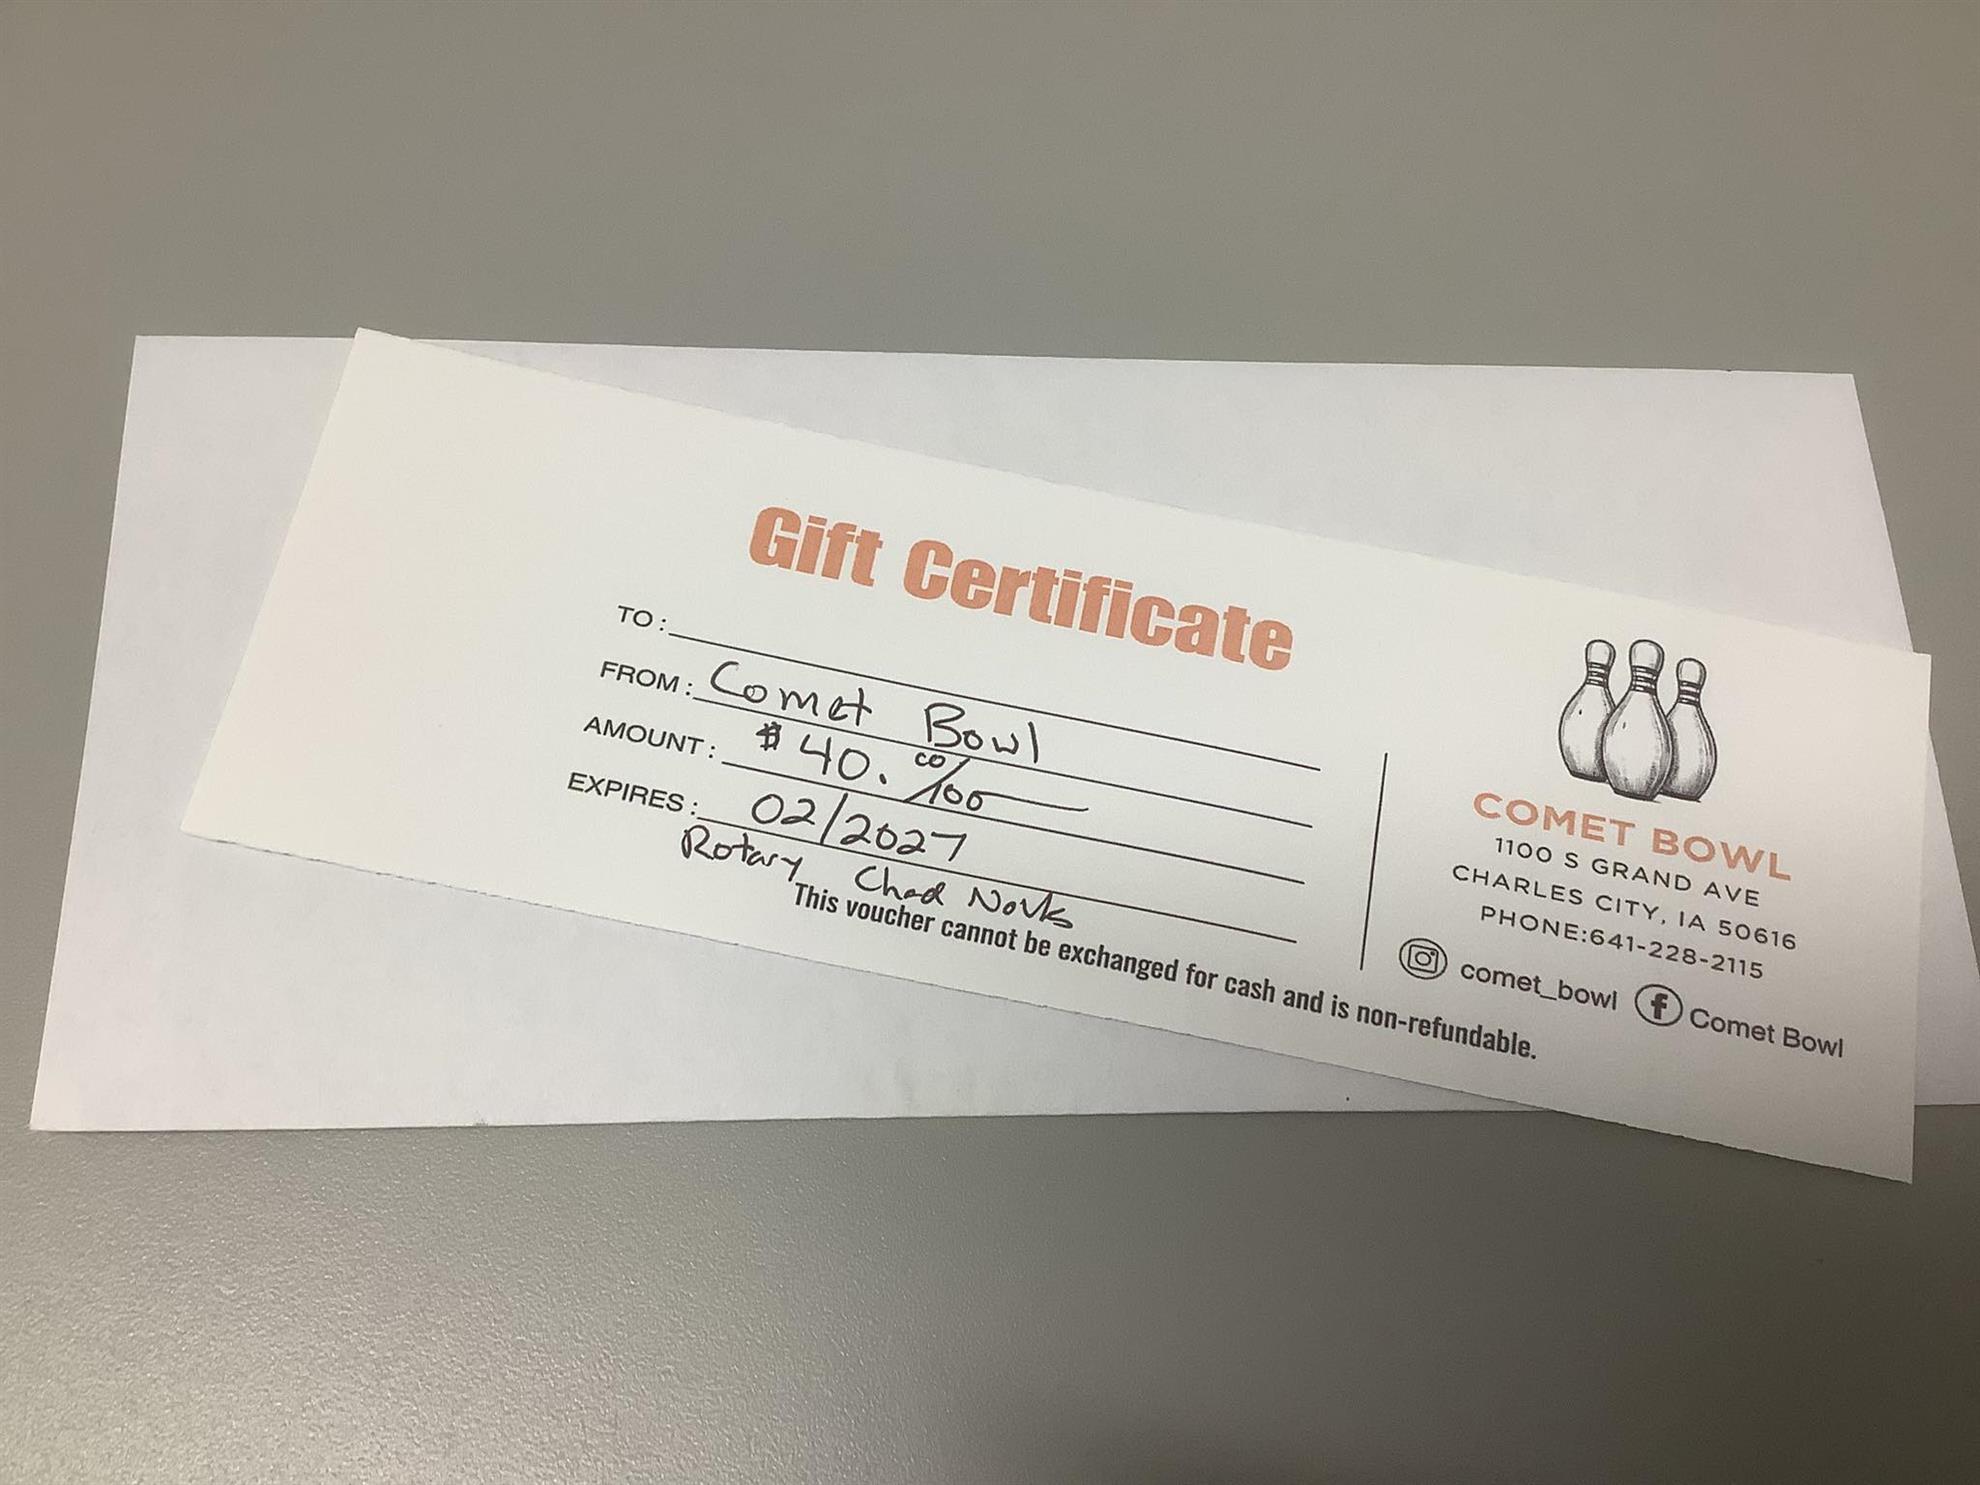 Gift Certificate
TO:
FROM: Comet Bowl
AMOUNT: $40.00/100
EXPIRES: 02/2027
Rotary Chad
This voucher cannot be exchanged for cash and is non-refundable.
COMET BOWL
1100 S GRAND AVE
CHARLES CITY, IA 50616
PHONE:641-228-2115
comet_bowl f Comet Bowl